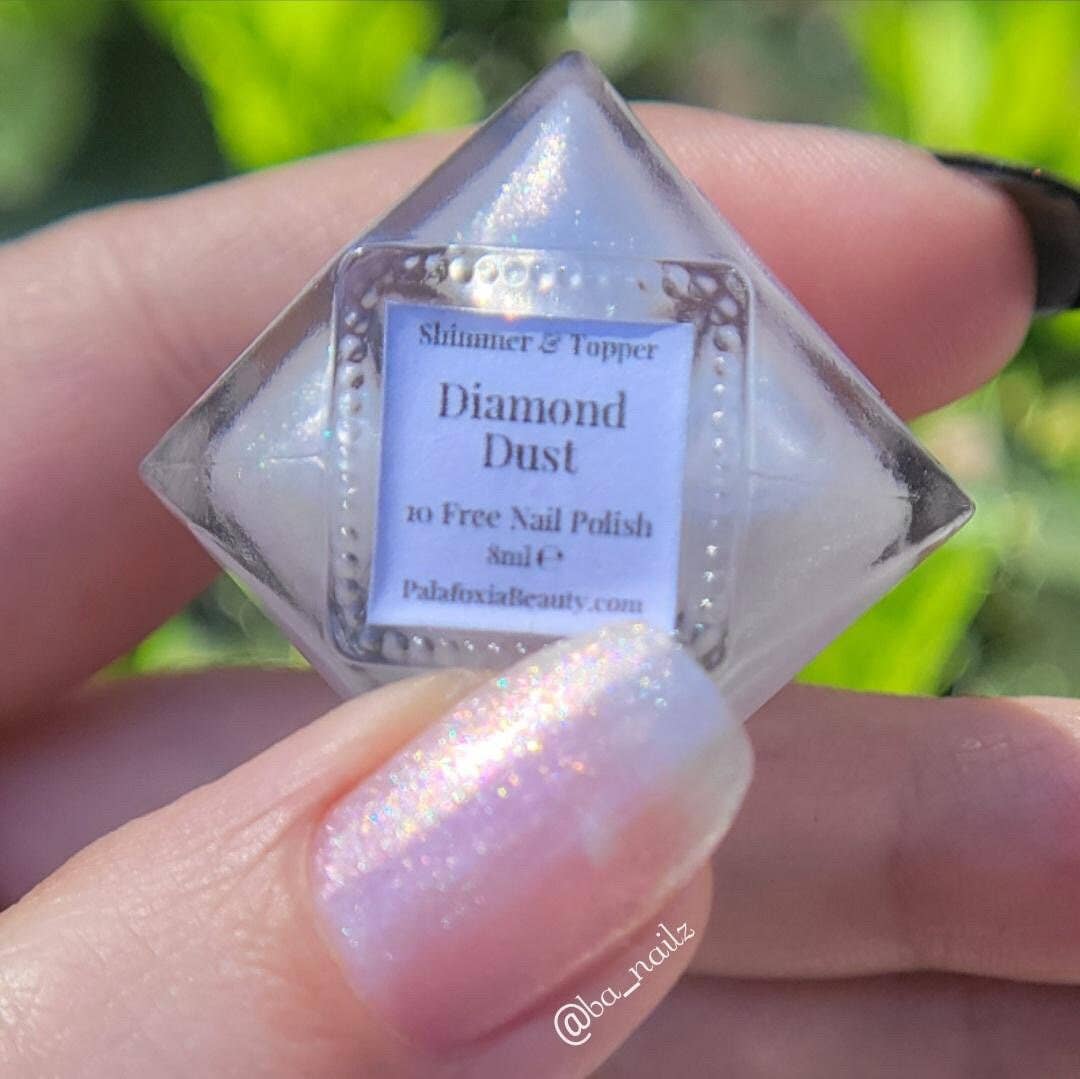 Shimmer & Topper
Diamond
Dust
10 Free Nail Polish
8ml ℮
PalafoxiaBeauty.com
@ba_nailz